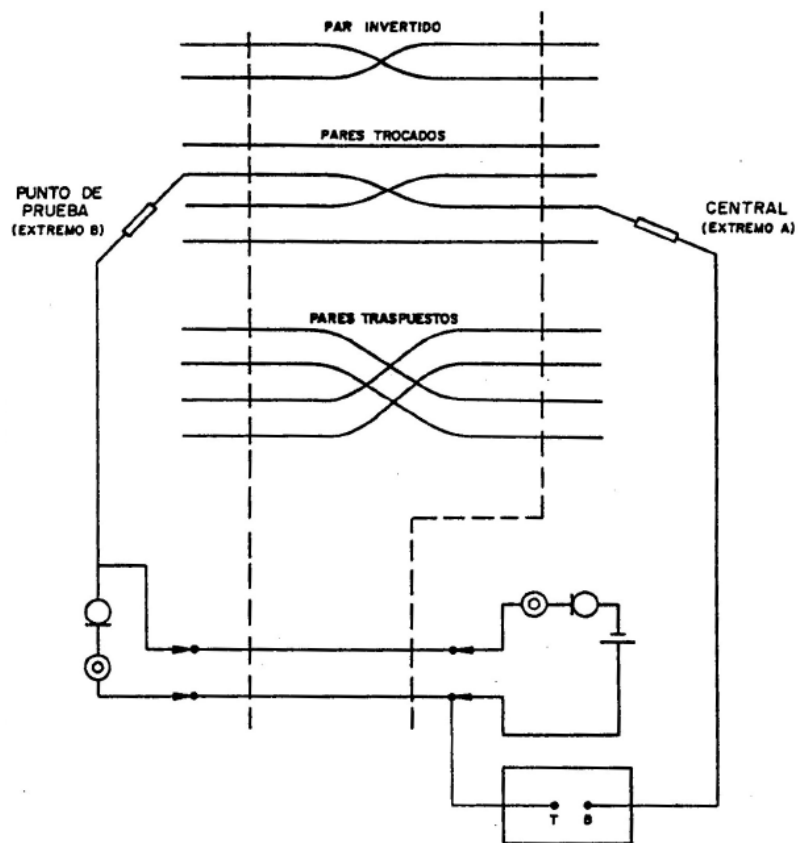 PAR INVERTIDO
PARES TROCADOS
PUNTO DE
PRUEBA
(EXTREMO B)
CENTRAL
(EXTREMO A)
PARES TRASPUESTOS
T B